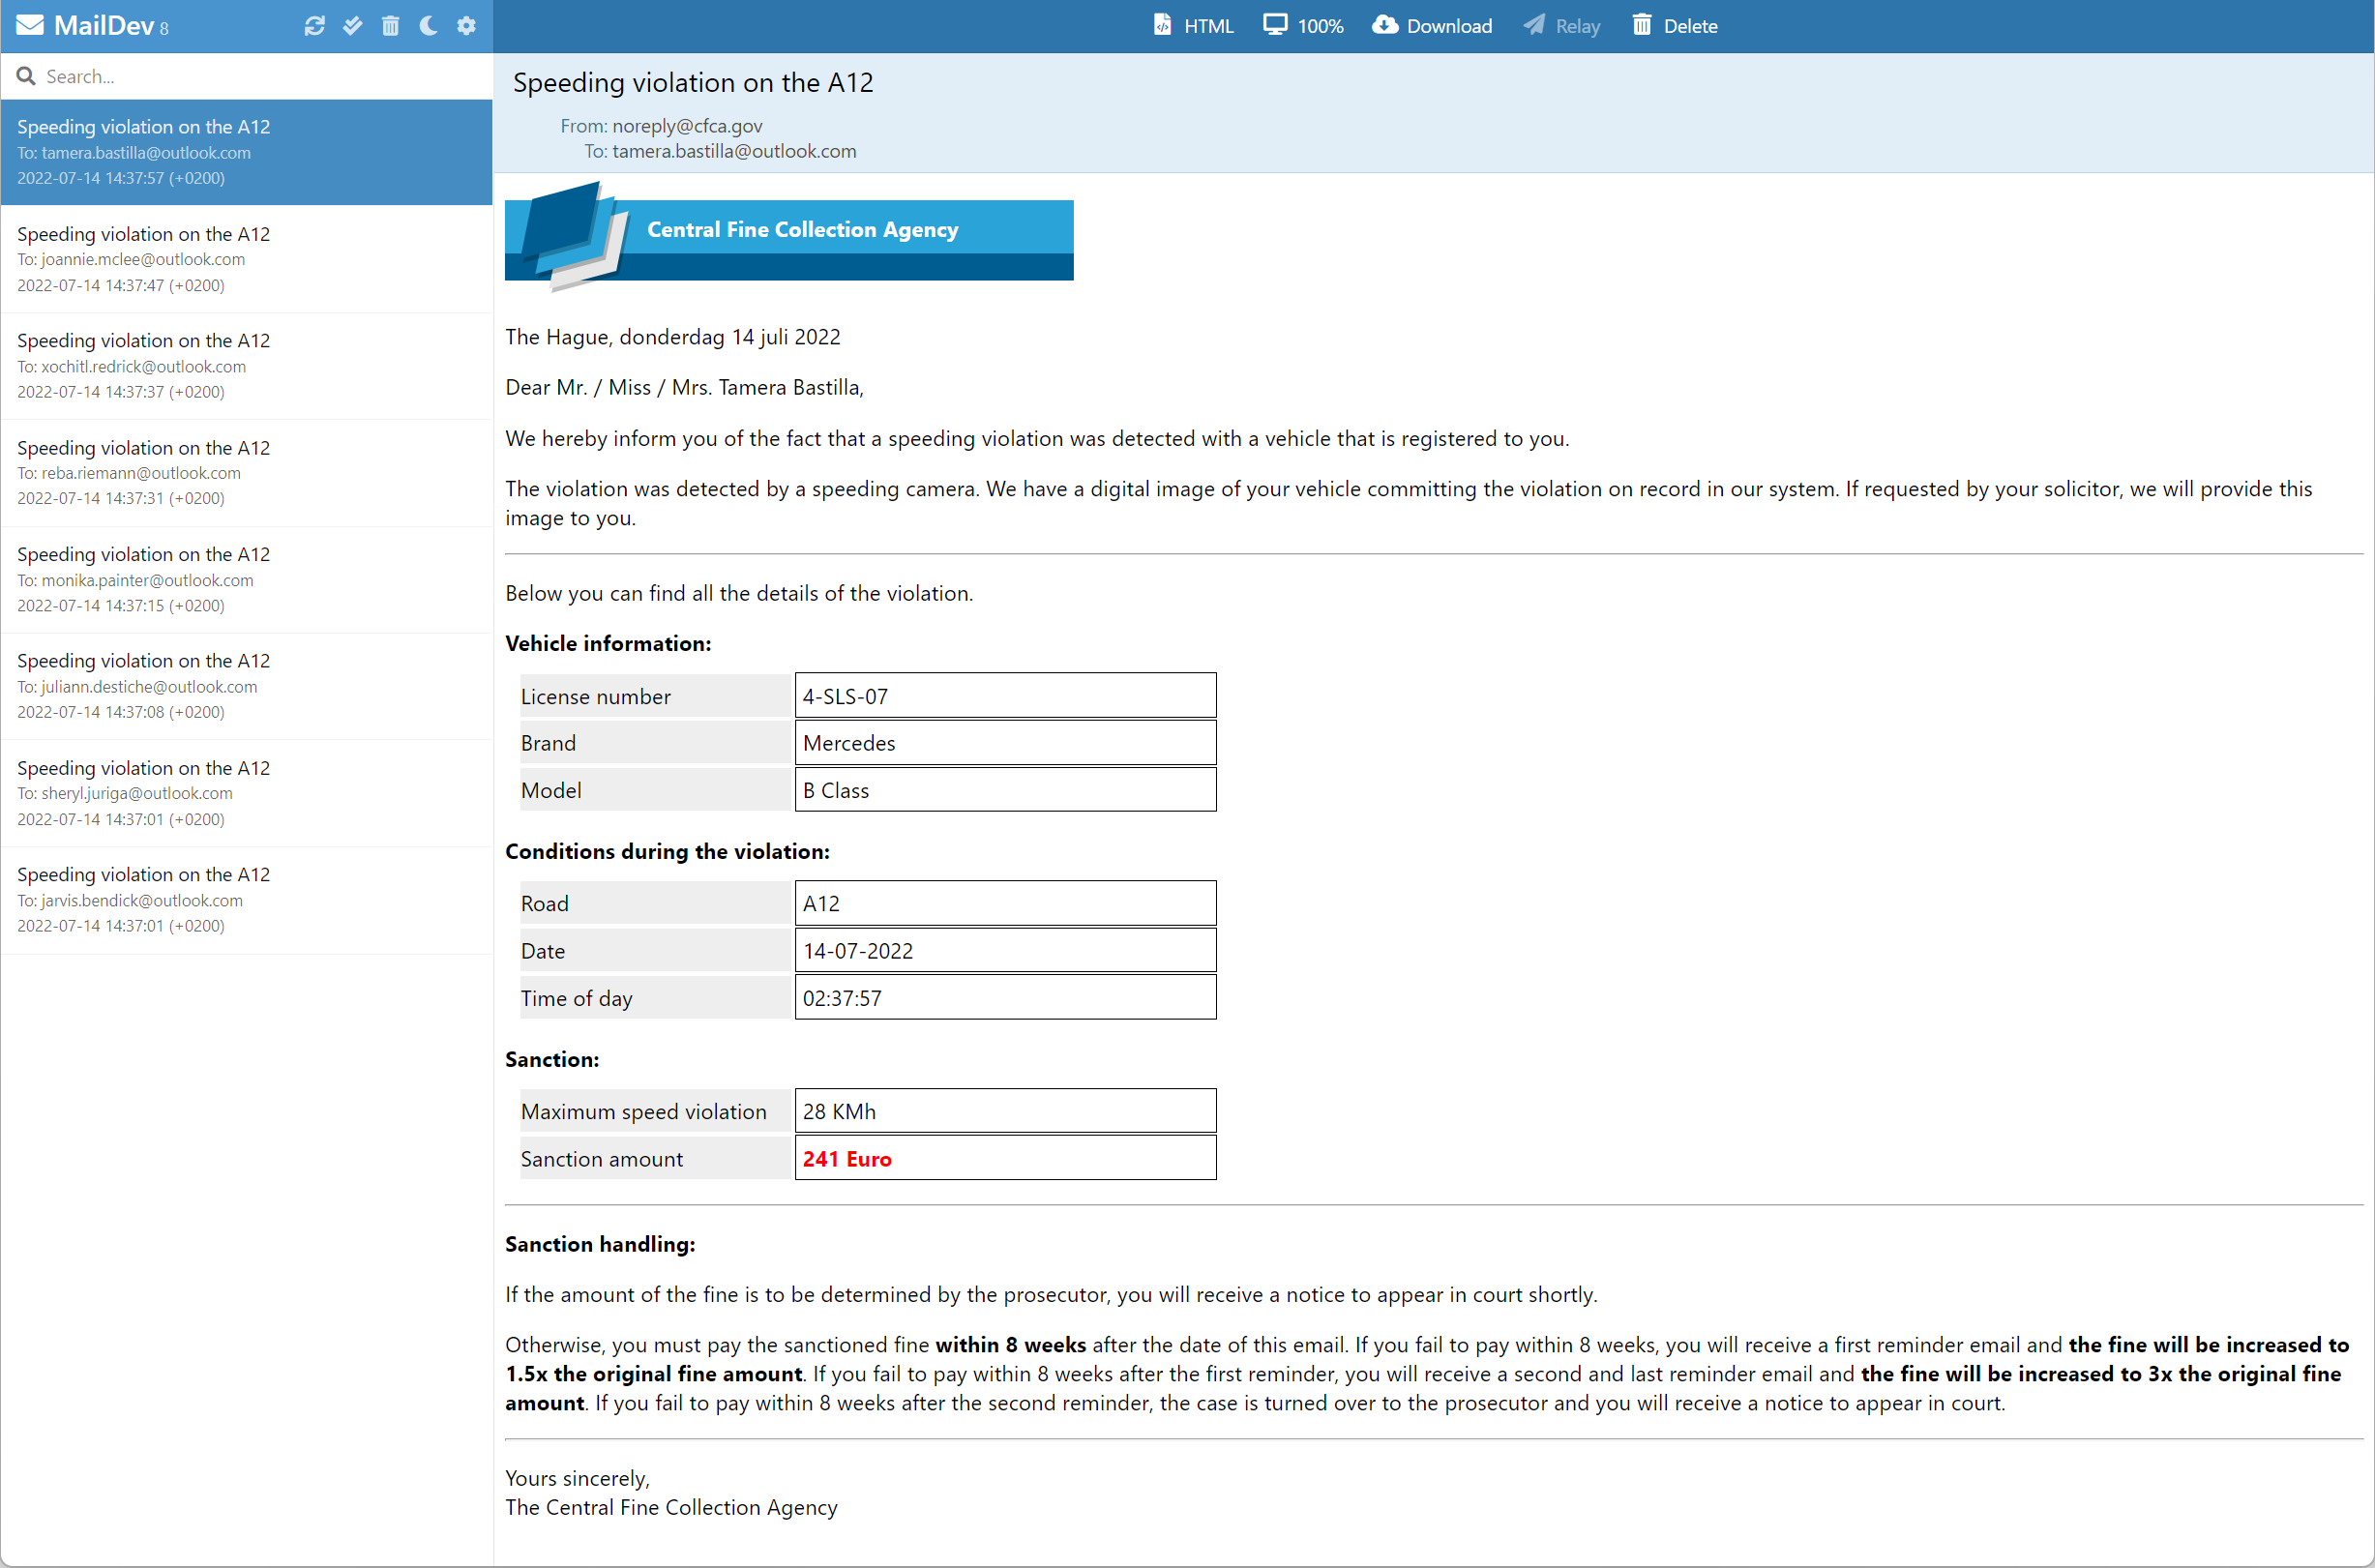 MailDev 8
HTML 100% Download Relay Delete
Search...
Speeding violation on the A12
To: tamera.bastilla@outlook.com
2022-07-14 14:37:57 (+0200)
Speeding violation on the A12
To: joannie.mclee@outlook.com
2022-07-14 14:37:47 (+0200)
Speeding violation on the A12
To: xochitl.redrick@outlook.com
2022-07-14 14:37:37 (+0200)
Speeding violation on the A12
To: reba.riemann@outlook.com
2022-07-14 14:37:31 (+0200)
Speeding violation on the A12
To: monika.painter@outlook.com
2022-07-14 14:37:15 (+0200)
Speeding violation on the A12
To: juliann.destiche@outlook.com
2022-07-14 14:37:08 (+0200)
Speeding violation on the A12
To: sheryl.juriga@outlook.com
2022-07-14 14:37:01 (+0200)
Speeding violation on the A12
To: jarvis.bendick@outlook.com
2022-07-14 14:37:01 (+0200)
Speeding violation on the A12
From: noreply@cfca.gov
To: tamera.bastilla@outlook.com
Central Fine Collection Agency
The Hague, donderdag 14 juli 2022
Dear Mr. / Miss / Mrs. Tamera Bastilla,
We hereby inform you of the fact that a speeding violation was detected with a vehicle that is registered to you.
The violation was detected by a speeding camera. We have a digital image of your vehicle committing the violation on record in our system. If requested by your solicitor, we will provide this
image to you.
Below you can find all the details of the violation.
Vehicle information:
License number 4-SLS-07
Brand Mercedes
Model B Class
Conditions during the violation:
Road A12
Date 14-07-2022
Time of day 02:37:57
Sanction:
Maximum speed violation 28 KMh
Sanction amount 241 Euro
Sanction handling:
If the amount of the fine is to be determined by the prosecutor, you will receive a notice to appear in court shortly.
Otherwise, you must pay the sanctioned fine within 8 weeks after the date of this email. If you fail to pay within 8 weeks, you will receive a first reminder email and the fine will be increased to
1.5x the original fine amount. If you fail to pay within 8 weeks after the first reminder, you will receive a second and last reminder email and the fine will be increased to 3x the original fine
amount. If you fail to pay within 8 weeks after the second reminder, the case is turned over to the prosecutor and you will receive a notice to appear in court.
Yours sincerely,
The Central Fine Collection Agency